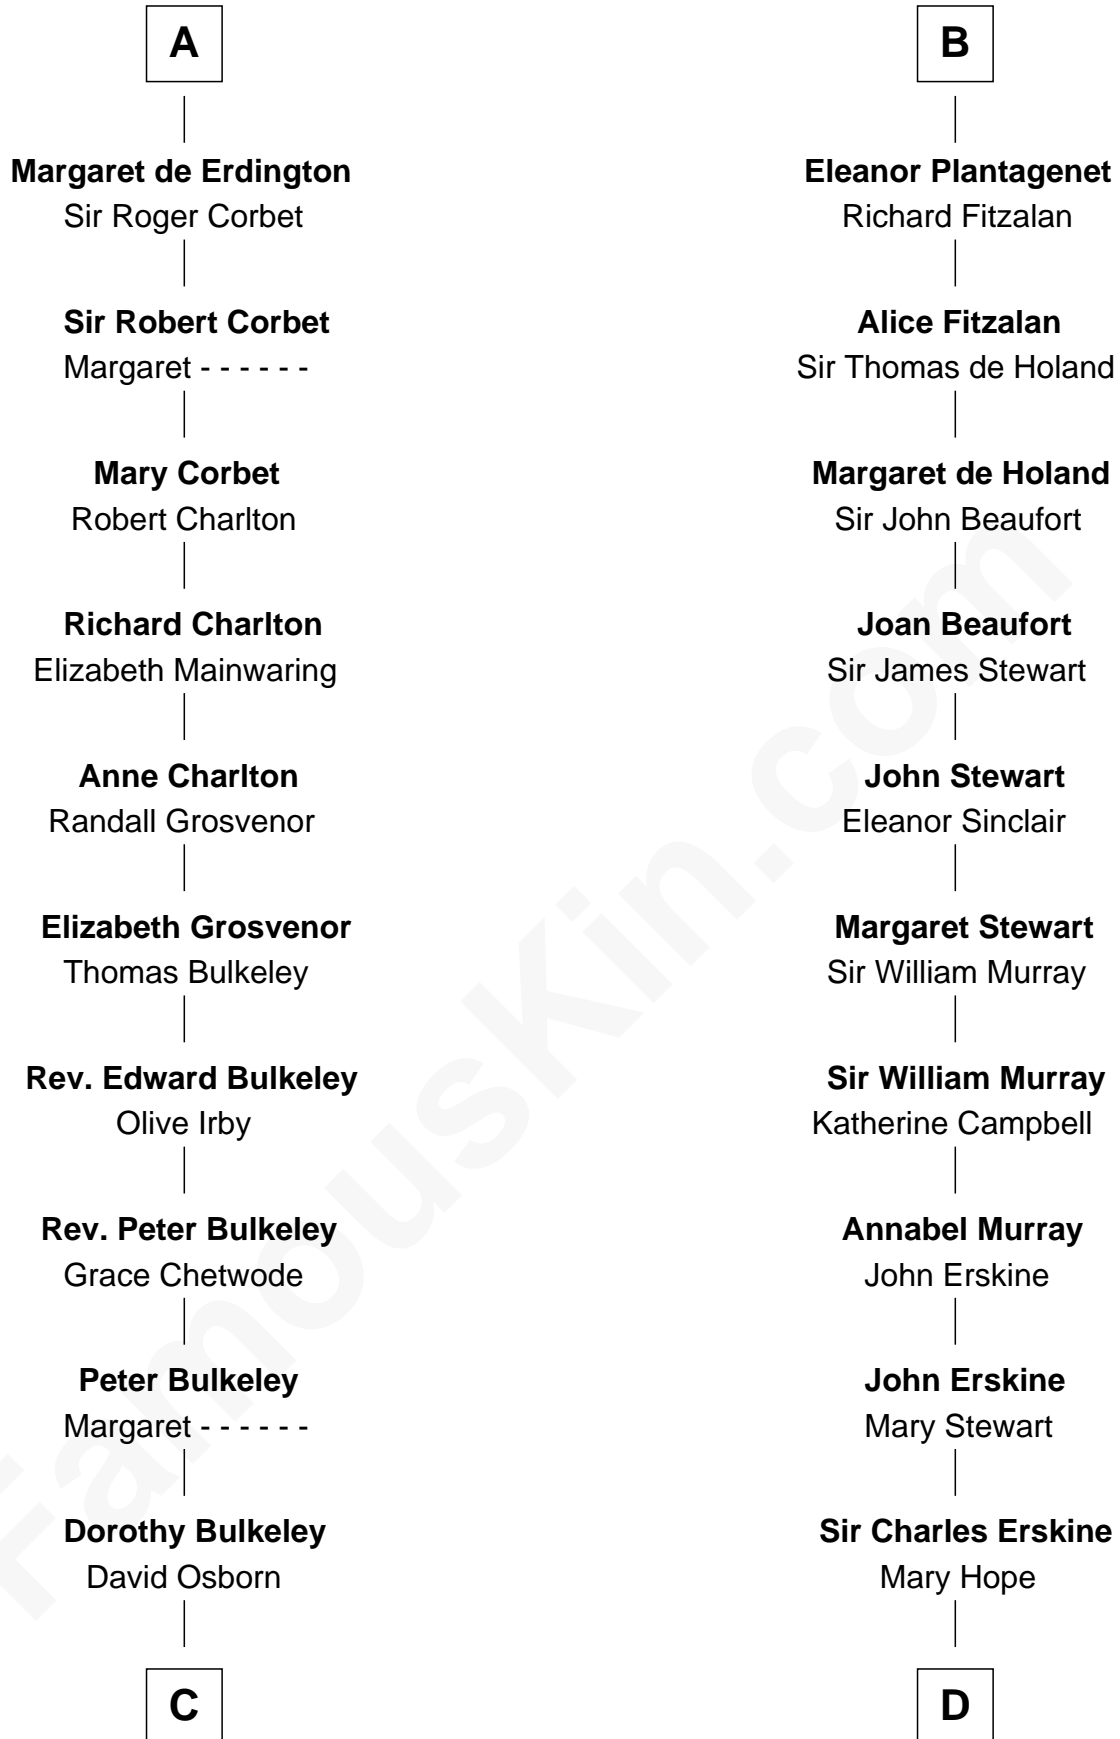 A
Margaret de Erdington
Sir Roger Corbet
Sir Robert Corbet
Margaret - - - - - -
Mary Corbet
Robert Charlton
Richard Charlton
Elizabeth Mainwaring
Anne Charlton
Randall Grosvenor
Elizabeth Grosvenor
Thomas Bulkeley
Rev. Edward Bulkeley
Olive Irby
Rev. Peter Bulkeley
Grace Chetwode
Peter Bulkeley
Margaret - - - - - -
Dorothy Bulkeley
David Osborn
C
B
Eleanor Plantagenet
Richard Fitzalan
Alice Fitzalan
Sir Thomas de Holand
Margaret de Holand
Sir John Beaufort
Joan Beaufort
Sir James Stewart
John Stewart
Eleanor Sinclair
Margaret Stewart
Sir William Murray
Sir William Murray
Katherine Campbell
Annabel Murray
John Erskine
John Erskine
Mary Stewart
Sir Charles Erskine
Mary Hope
D
FamousKin.com